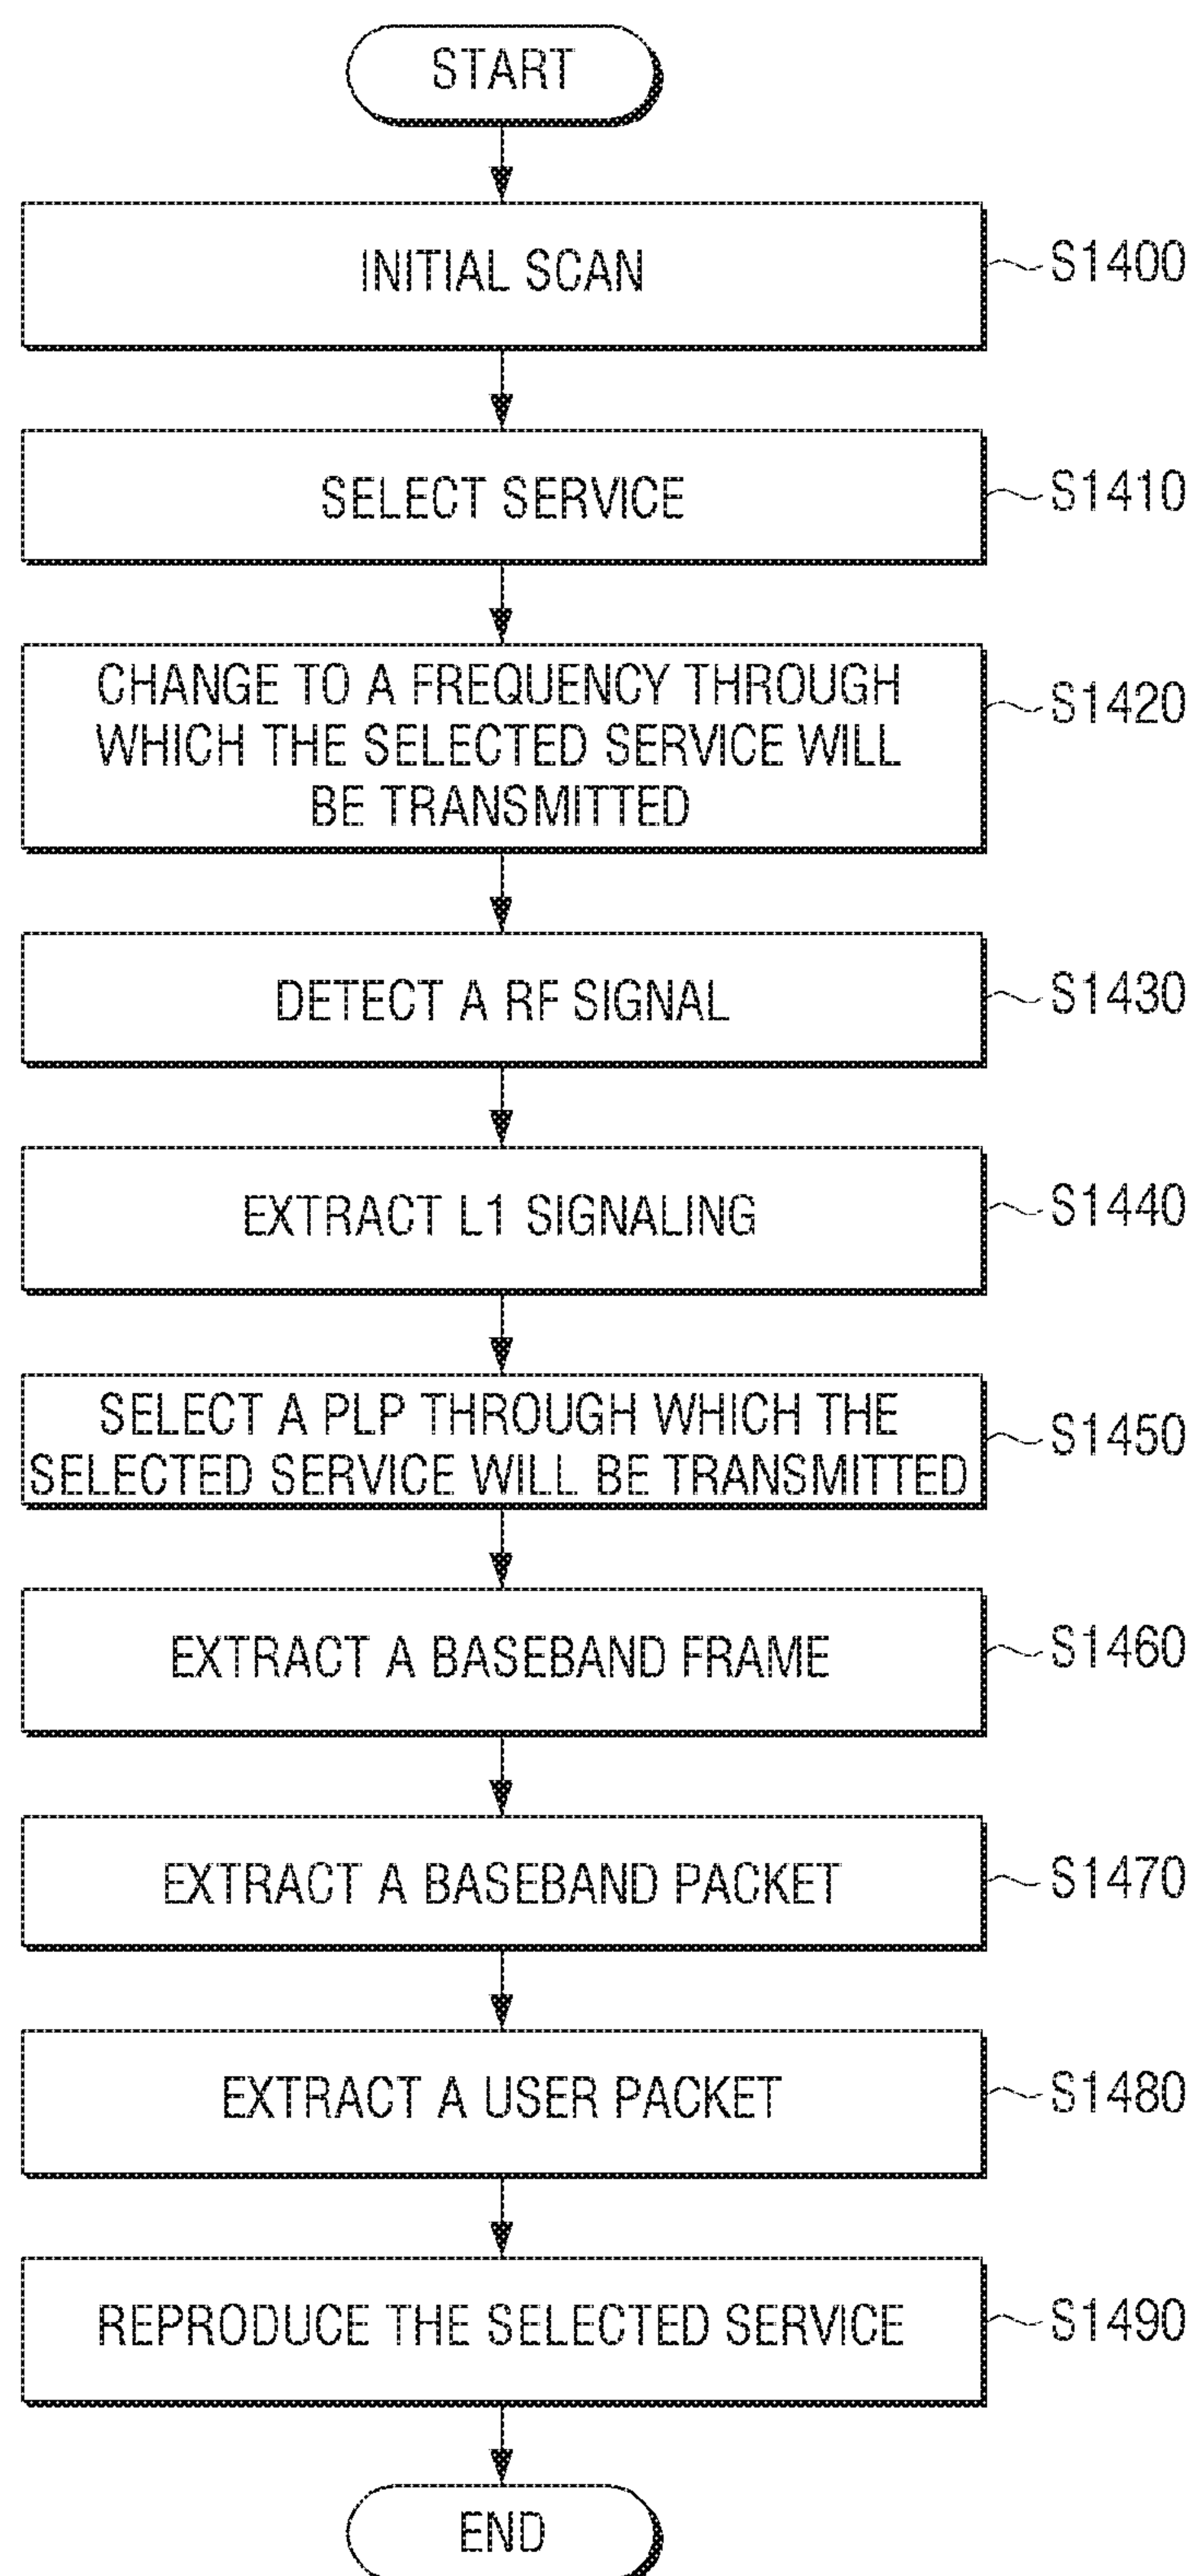 START
INITIAL SCAN
S1400
SELECT SERVICE
S1410
CHANGE TO A FREQUENCY THROUGH
WHICH THE SELECTED SERVICE WILL
BE TRANSMITTED
S1420
DETECT A RF SIGNAL
S1430
EXTRACT L1 SIGNALING
S1440
SELECT A PLP THROUGH WHICH THE
SELECTED SERVICE WILL BE TRANSMITTED
S1450
EXTRACT A BASEBAND FRAME
S1460
EXTRACT A BASEBAND PACKET
S1470
EXTRACT A USER PACKET
S1480
REPRODUCE THE SELECTED SERVICE
S1490
END